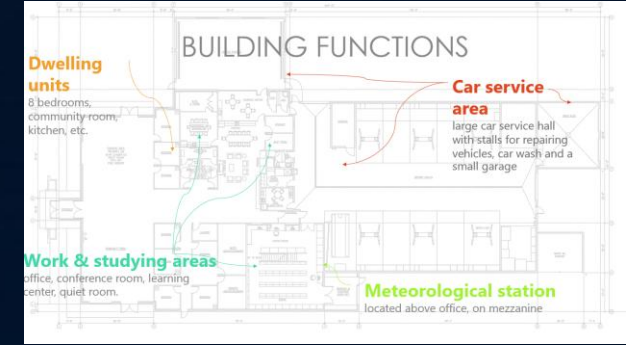 BUILDING FUNCTIONS
Dwelling
units
8 bedrooms,
community room,
kitchen, etc.
Car service
area
large car service hall
with stalls for repairing
vehicles, car wash and a
small garage
Work & studying areas
office, conference room, learning
center, quiet room.
Meteorological station
located above office, on mezzanine